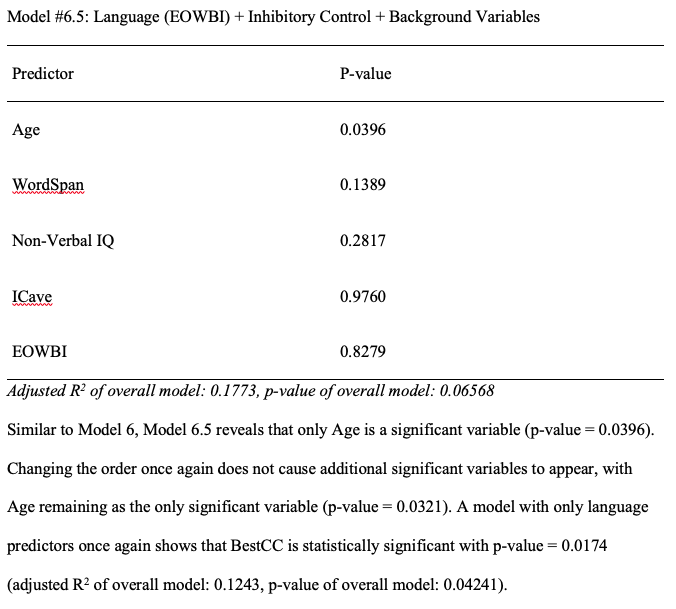 Model #6.5: Language (EOWBI) + Inhibitory Control + Background Variables
Predictor P-value
Age 0.0396
WordSpan 0.1389
Non-Verbal IQ 0.2817
ICave 0.9760
EOWBI 0.8279
Adjusted R² of overall model: 0.1773, p-value of overall model: 0.06568
Similar to Model 6, Model 6.5 reveals that only Age is a significant variable (p-value = 0.0396).
Changing the order once again does not cause additional significant variables to appear, with
Age remaining as the only significant variable (p-value = 0.0321). A model with only language
predictors once again shows that BestCC is statistically significant with p-value = 0.0174
(adjusted R² of overall model: 0.1243, p-value of overall model: 0.04241).